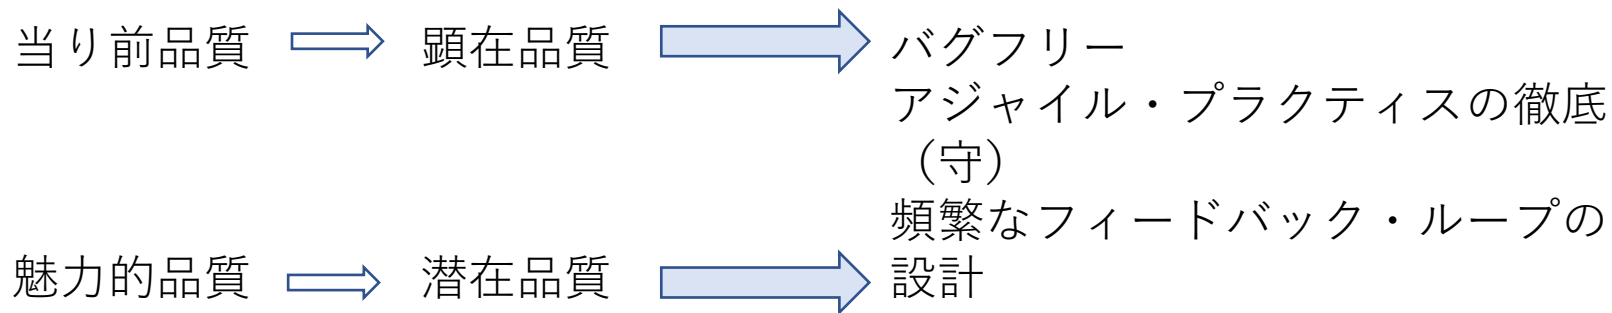 当り前品質 顕在品質 バグフリー
アジャイル・プラクティスの徹底
（守）
頻繁なフィードバック・ループの
魅力的品質 潜在品質 設計